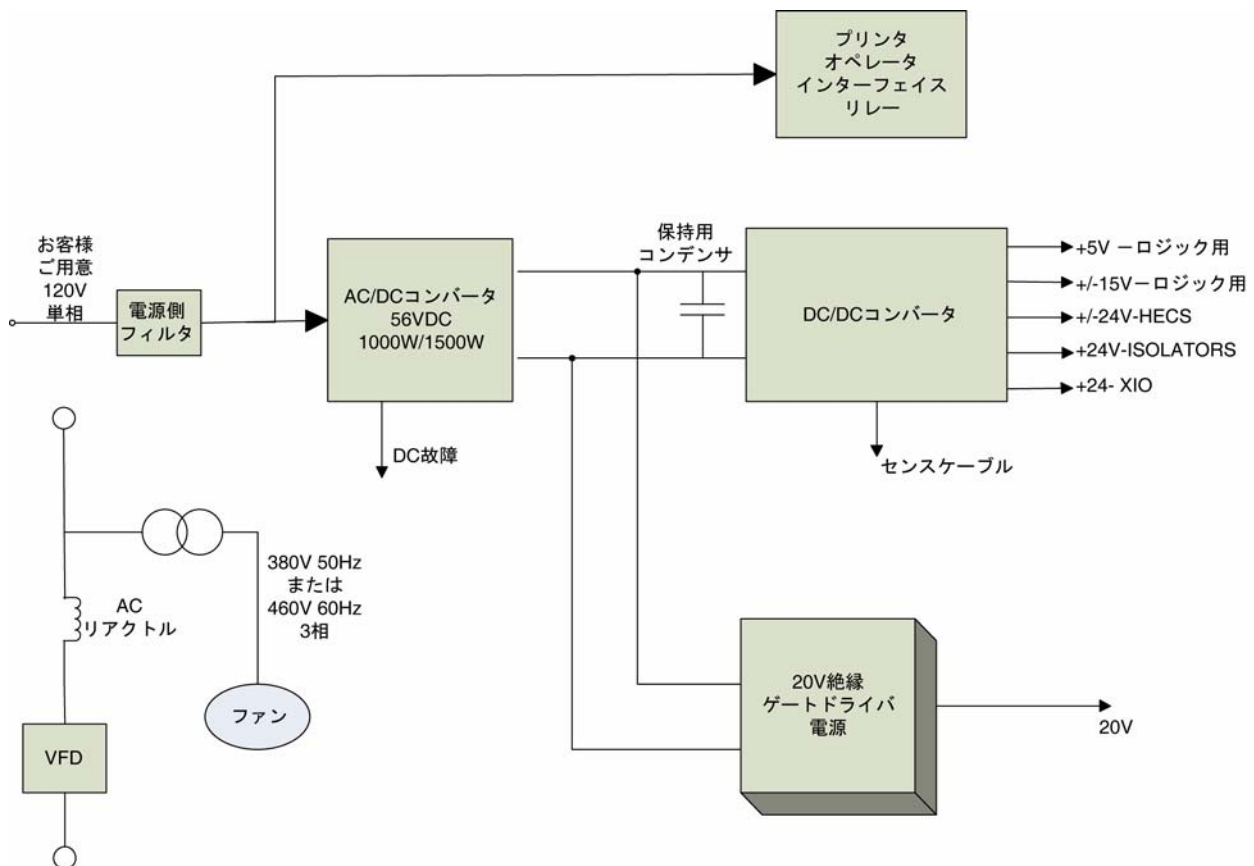 プリンタ
オペレータ
インターフェイス
リレー
お客様
ご用意
120V
単相
電源側
フィルタ
AC/DCコンバータ
56VDC
1000W/1500W
DC故障
保持用
コンデンサ
DC/DCコンバータ
+5V －ロジック用
+/-15V－ロジック用
+/-24V-HECS
+24V-ISOLATORS
+24- XIO
センスケーブル
380V 50Hz
または
460V 60Hz
3相
AC
リアクトル
ファン
VFD
20V絶縁
ゲートドライバ
電源
20V